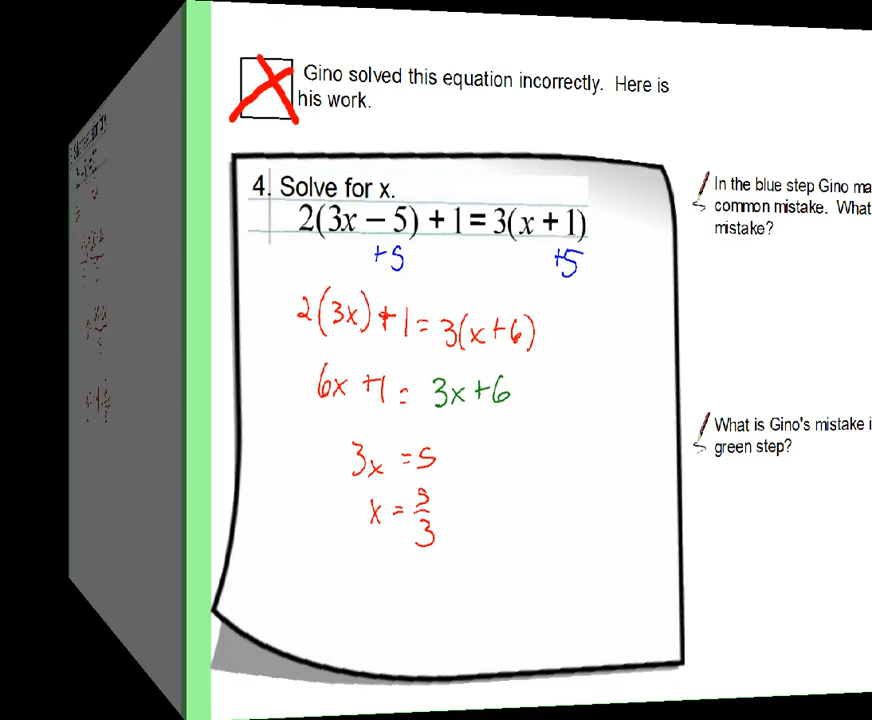 Gino solved this equation incorrectly. Here is
his work.
4. Solve for x.
2(3x − 5) + 1 = 3(x + 1)
+5 +5
2(3x) + 1 = 3(x+6)
6x + 1 = 3x + 6
3x = 5
x = 5/3
In the blue step Gino ma
common mistake. What
mistake?
What is Gino's mistake i
green step?